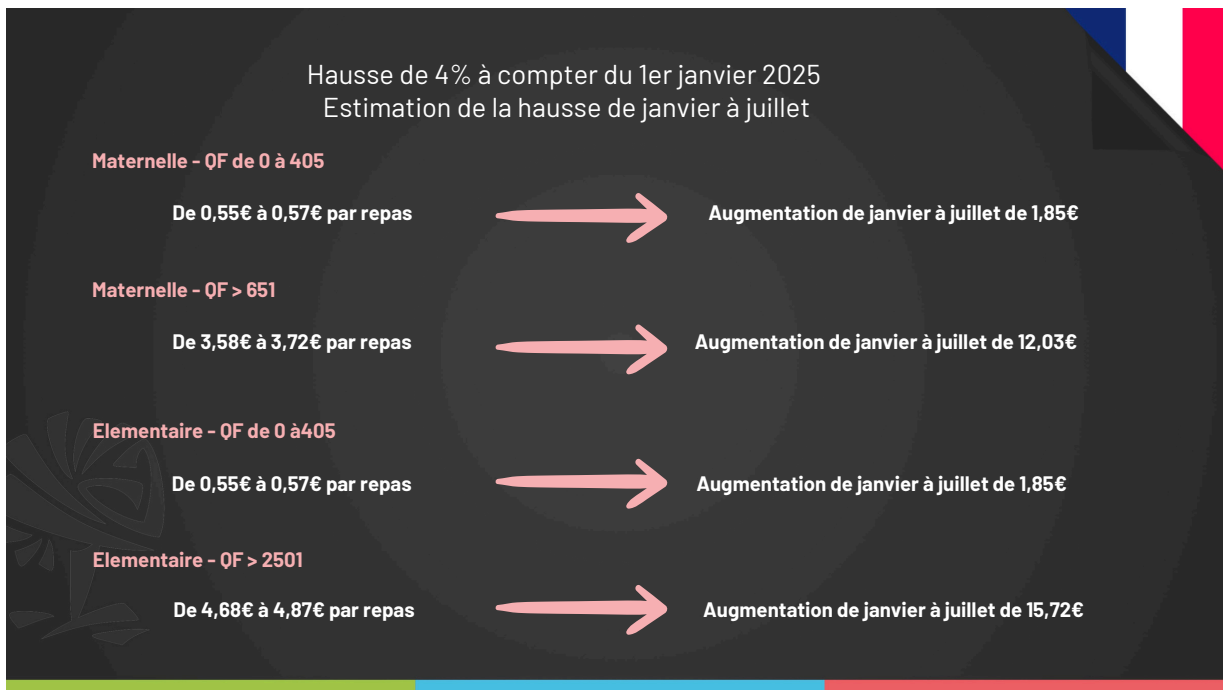 Hausse de 4% à compter du 1er janvier 2025
Estimation de la hausse de janvier à juillet
Maternelle - QF de 0 à 405
De 0,55€ à 0,57€ par repas
Augmentation de janvier à juillet de 1,85€
Maternelle - QF > 651
De 3,58€ à 3,72€ par repas
Augmentation de janvier à juillet de 12,03€
Elementaire - QF de 0 à405
De 0,55€ à 0,57€ par repas
Augmentation de janvier à juillet de 1,85€
Elementaire - QF > 2501
De 4,68€ à 4,87€ par repas
Augmentation de janvier à juillet de 15,72€